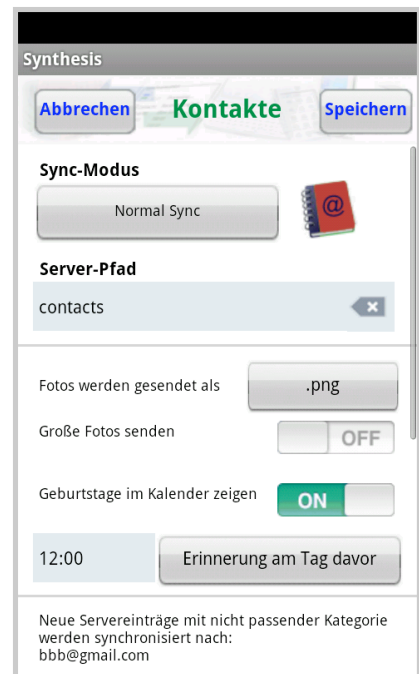 Synthesis
Abbrechen Kontakte Speichern
Sync-Modus
Normal Sync
@
Server-Pfad
contacts
Fotos werden gesendet als .png
Große Fotos senden OFF
Geburtstage im Kalender zeigen ON
12:00 Erinnerung am Tag davor
Neue Servereinträge mit nicht passender Kategorie
werden synchronisiert nach:
bbb@gmail.com